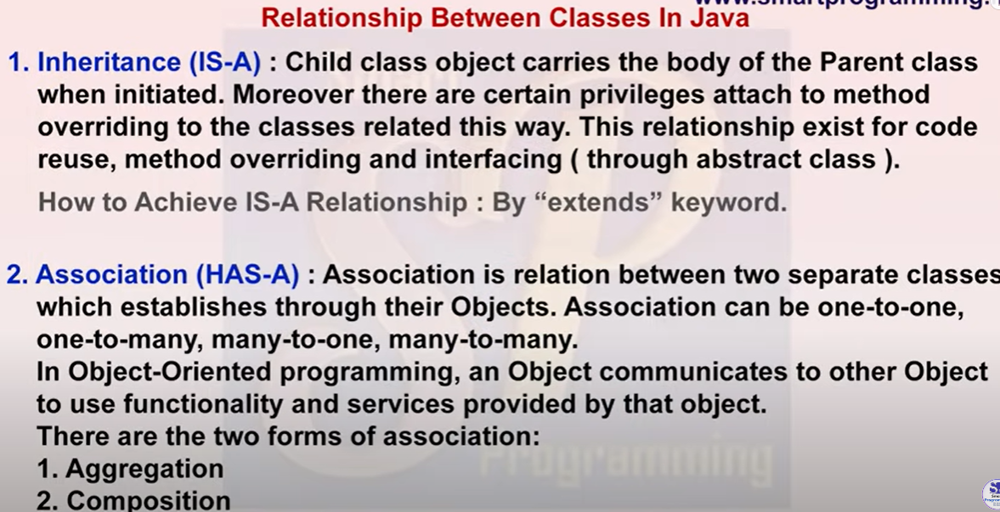 Relationship Between Classes In Java
1. Inheritance (IS-A) : Child class object carries the body of the Parent class
when initiated. Moreover there are certain privileges attach to method
overriding to the classes related this way. This relationship exist for code
reuse, method overriding and interfacing ( through abstract class ).
How to Achieve IS-A Relationship : By “extends” keyword.
2. Association (HAS-A) : Association is relation between two separate classes
which establishes through their Objects. Association can be one-to-one,
one-to-many, many-to-one, many-to-many.
In Object-Oriented programming, an Object communicates to other Object
to use functionality and services provided by that object.
There are the two forms of association:
1. Aggregation
2. Composition
Programming